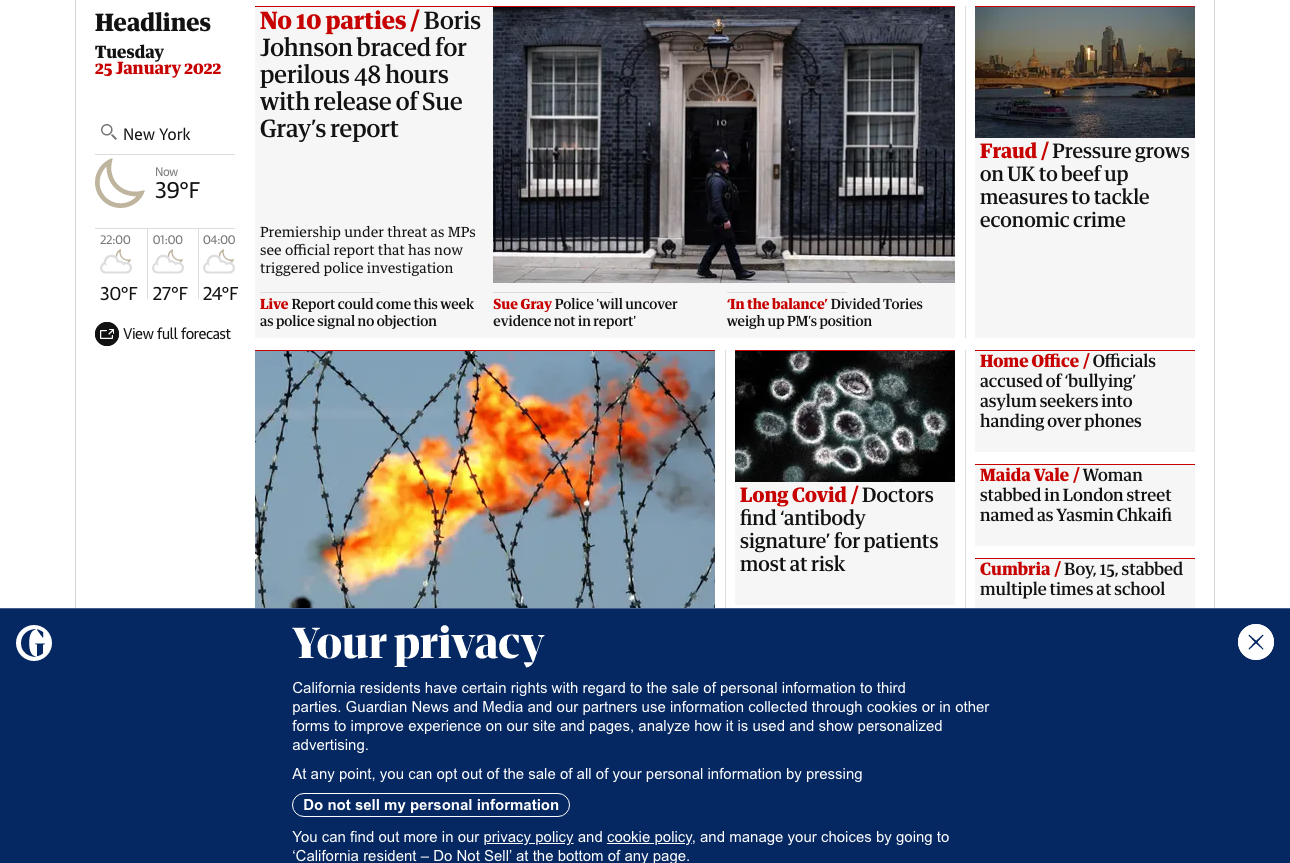 Headlines
Tuesday
25 January 2022
New York
Now
39°F
22:00
01:00
04:00
30°F
27°F
24°F
View full forecast
No 10 parties / Boris
Johnson braced for
perilous 48 hours
with release of Sue
Gray’s report
Premiership under threat as MPs
see official report that has now
triggered police investigation
10
Live Report could come this week
as police signal no objection
Sue Gray Police 'will uncover
evidence not in report'
‘In the balance’ Divided Tories
weigh up PM’s position
Fraud / Pressure grows
on UK to beef up
measures to tackle
economic crime
Long Covid / Doctors
find ‘antibody
signature’ for patients
most at risk
Home Office / Officials
accused of ‘bullying’
asylum seekers into
handing over phones
Maida Vale / Woman
stabbed in London street
named as Yasmin Chkaifi
Cumbria / Boy, 15, stabbed
multiple times at school
G
Your privacy
California residents have certain rights with regard to the sale of personal information to third
parties. Guardian News and Media and our partners use information collected through cookies or in other
forms to improve experience on our site and pages, analyze how it is used and show personalized
advertising.
At any point, you can opt out of the sale of all of your personal information by pressing
Do not sell my personal information
You can find out more in our privacy policy and cookie policy, and manage your choices by going to
‘California resident – Do Not Sell’ at the bottom of any page.